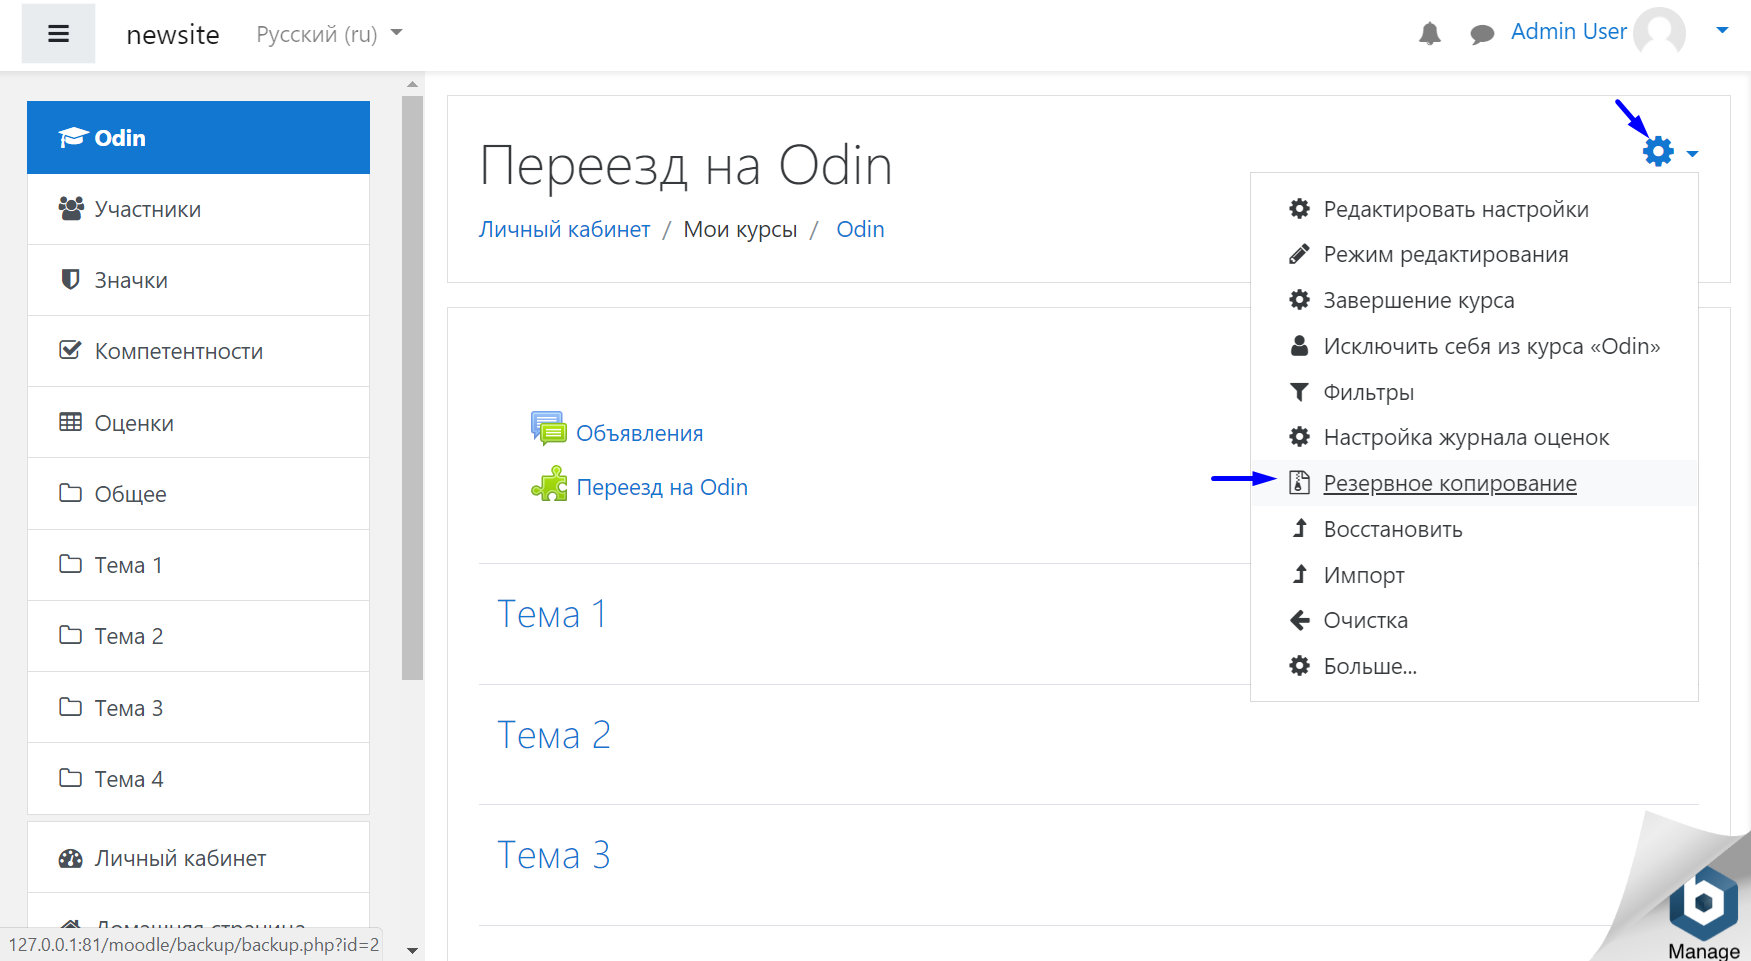 newsite
Русский (ru)
Admin User
Odin
Участники
Значки
Компетентности
Оценки
Общее
Тема 1
Тема 2
Тема 3
Тема 4
Личный кабинет
Домашняя страница
127.0.0.1:81/moodle/backup/backup.php?id=2
Переезд на Odin
Личный кабинет / Мои курсы / Odin
Объявления
Переезд на Odin
Тема 1
Тема 2
Тема 3
Редактировать настройки
Режим редактирования
Завершение курса
Исключить себя из курса «Odin»
Фильтры
Настройка журнала оценок
Резервное копирование
Восстановить
Импорт
Очистка
Больше...
b
Manage